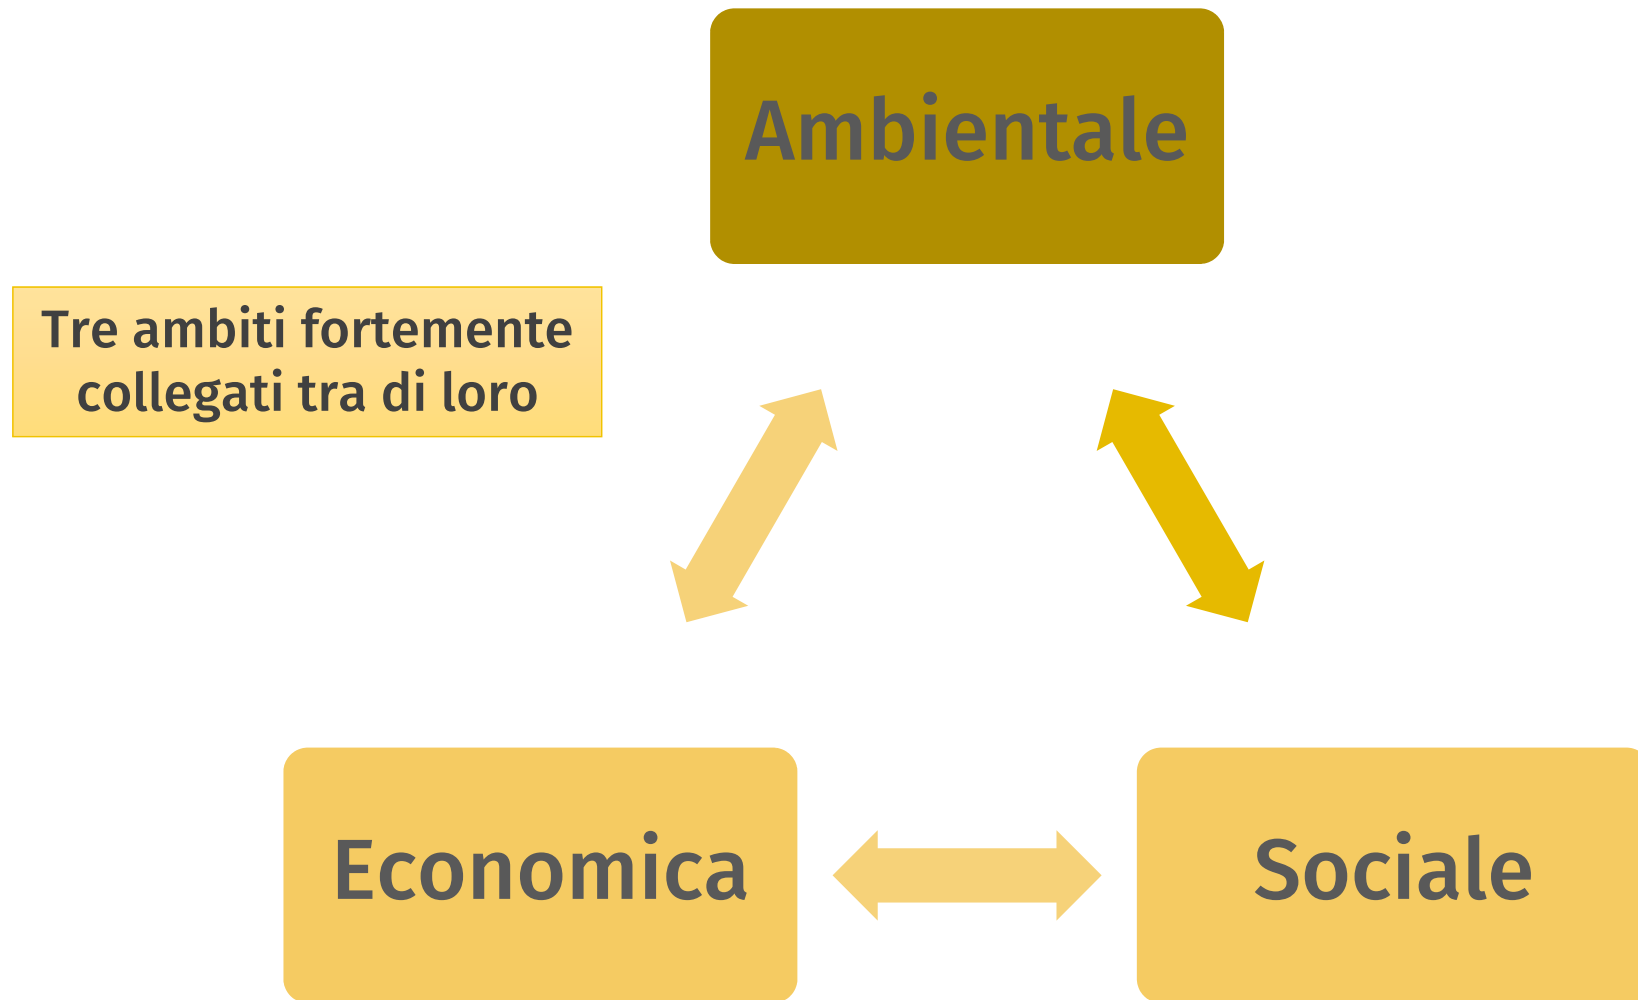 Ambientale
Tre ambiti fortemente
collegati tra di loro
Economica
Sociale